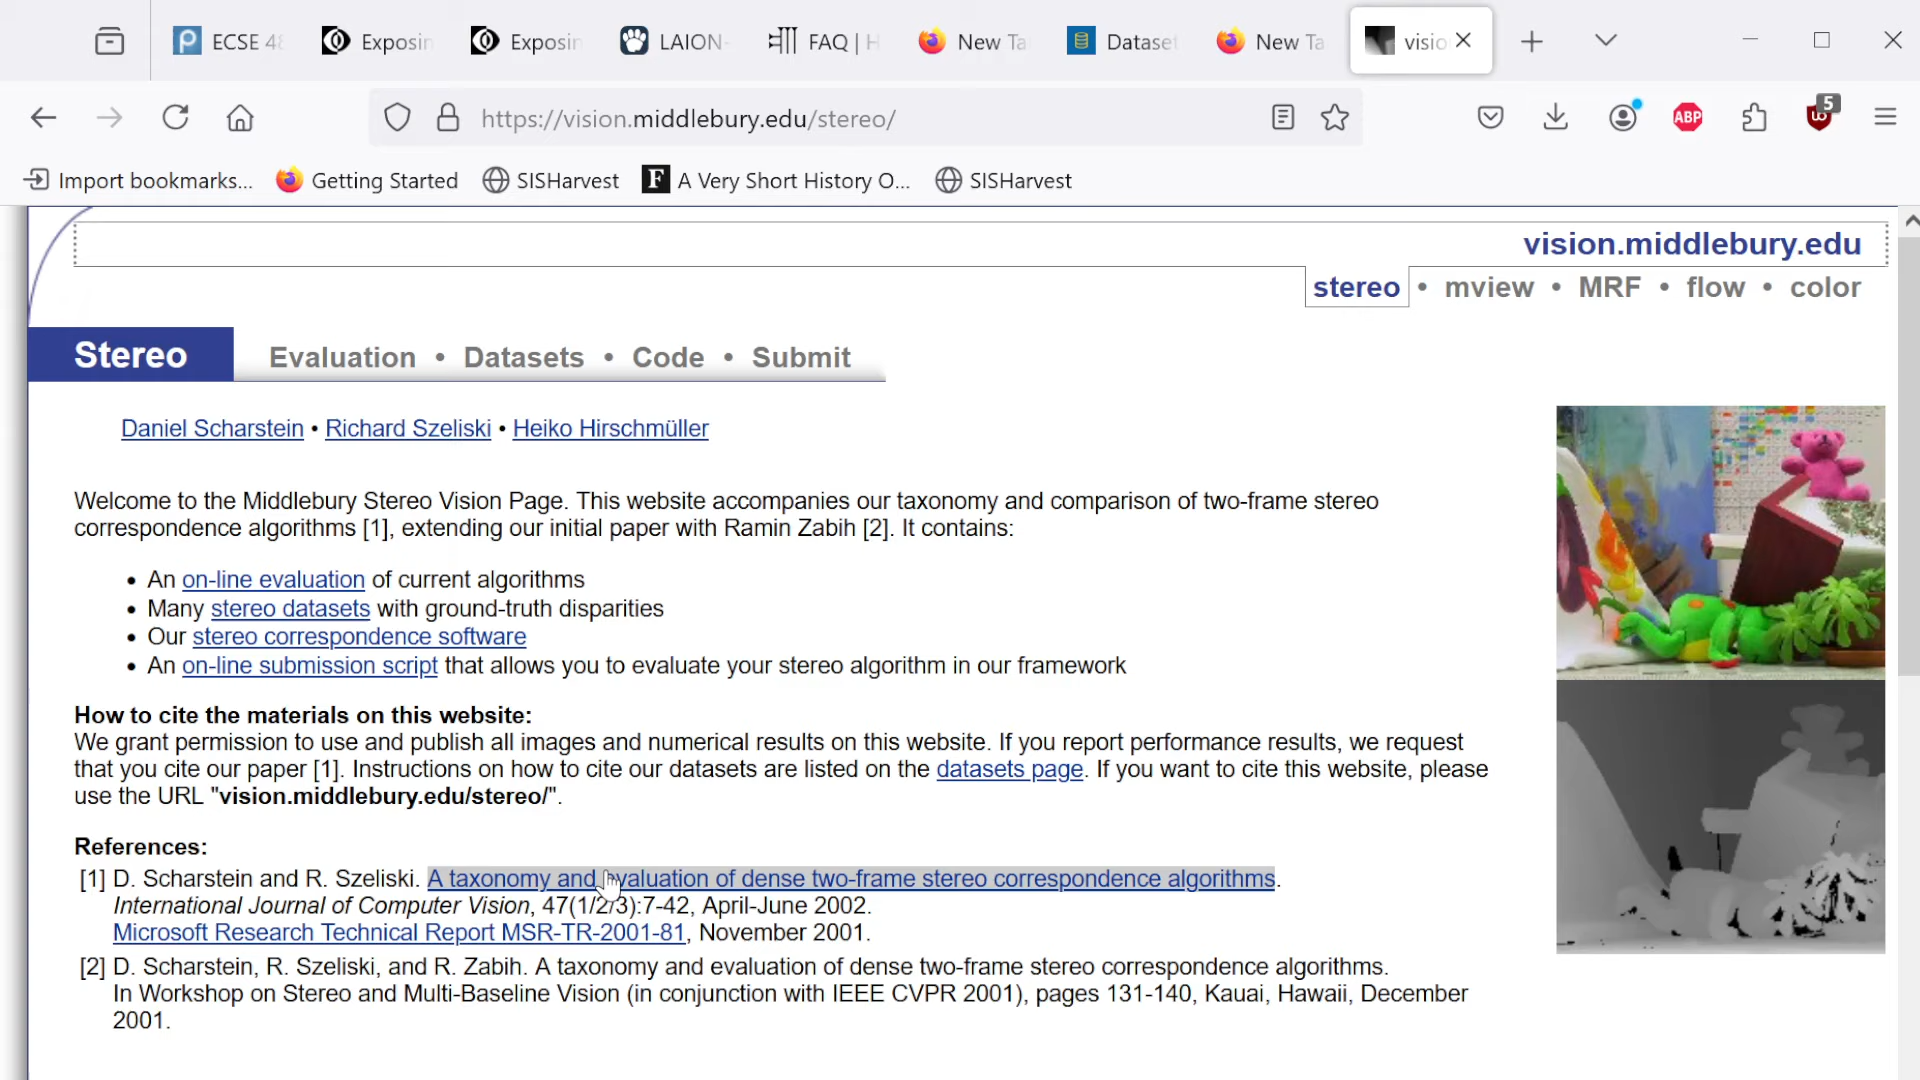 ECSE 48
Exposin
Exposin
LAION-
FAQ | H
New Ta
Dataset
New Ta
visio
https://vision.middlebury.edu/stereo/
ABP
5
Import bookmarks...
Getting Started
SISHarvest
F A Very Short History O...
SISHarvest
vision.middlebury.edu
stereo • mview • MRF • flow • color
Stereo Evaluation • Datasets • Code • Submit
Daniel Scharstein • Richard Szeliski • Heiko Hirschmüller
Welcome to the Middlebury Stereo Vision Page. This website accompanies our taxonomy and comparison of two-frame stereo
correspondence algorithms [1], extending our initial paper with Ramin Zabih [2]. It contains:
• An on-line evaluation of current algorithms
• Many stereo datasets with ground-truth disparities
• Our stereo correspondence software
• An on-line submission script that allows you to evaluate your stereo algorithm in our framework
How to cite the materials on this website:
We grant permission to use and publish all images and numerical results on this website. If you report performance results, we request
that you cite our paper [1]. Instructions on how to cite our datasets are listed on the datasets page. If you want to cite this website, please
use the URL "vision.middlebury.edu/stereo/".
References:
[1] D. Scharstein and R. Szeliski. A taxonomy and evaluation of dense two-frame stereo correspondence algorithms.
International Journal of Computer Vision, 47(1/2/3):7-42, April-June 2002.
Microsoft Research Technical Report MSR-TR-2001-81, November 2001.
[2] D. Scharstein, R. Szeliski, and R. Zabih. A taxonomy and evaluation of dense two-frame stereo correspondence algorithms.
In Workshop on Stereo and Multi-Baseline Vision (in conjunction with IEEE CVPR 2001), pages 131-140, Kauai, Hawaii, December
2001.